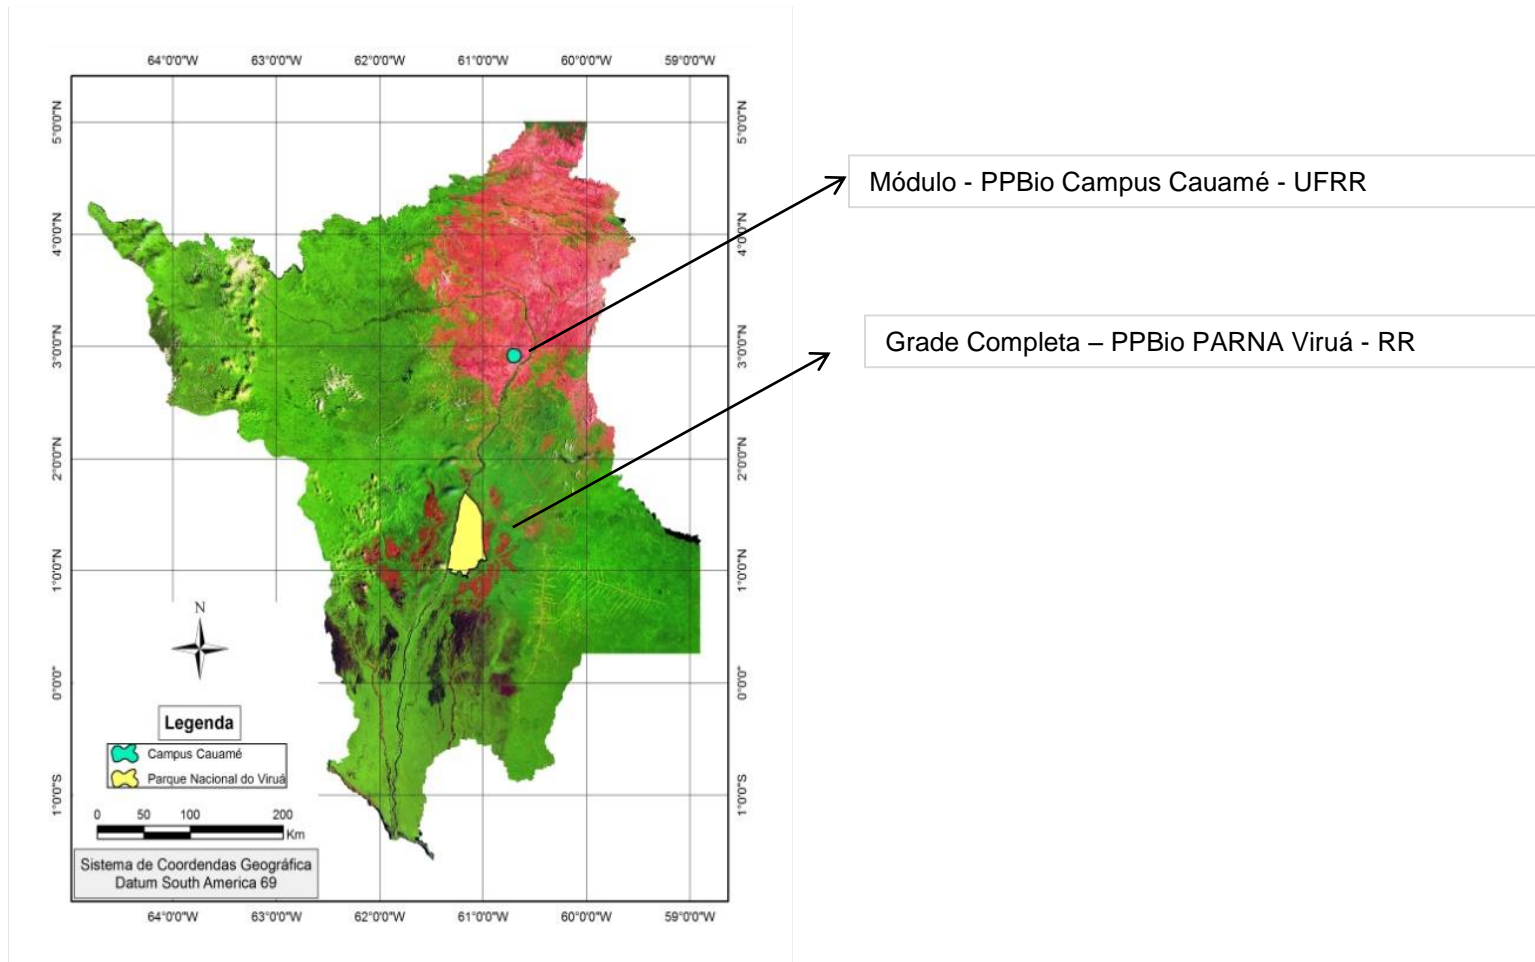 64°0'0"W 63°0'0"W 62°0'0"W 61°0'0"W 60°0'0"W 59°0'0"W
5°0'0"N 5°0'0"N
4°0'0"N 4°0'0"N
3°0'0"N 3°0'0"N
2°0'0"N 2°0'0"N
1°0'0"N 1°0'0"N
0°0'0" 0°0'0"
1°0'0"S 1°0'0"S
Módulo - PPBio Campus Cauamé - UFRR
Grade Completa – PPBio PARNA Viruá - RR
N
Legenda
Campus Cauamé
Parque Nacional do Viruá
0 50 100 200
Km
Sistema de Coordendas Geográfica
Datum South America 69
64°0'0"W 63°0'0"W 62°0'0"W 61°0'0"W 60°0'0"W 59°0'0"W